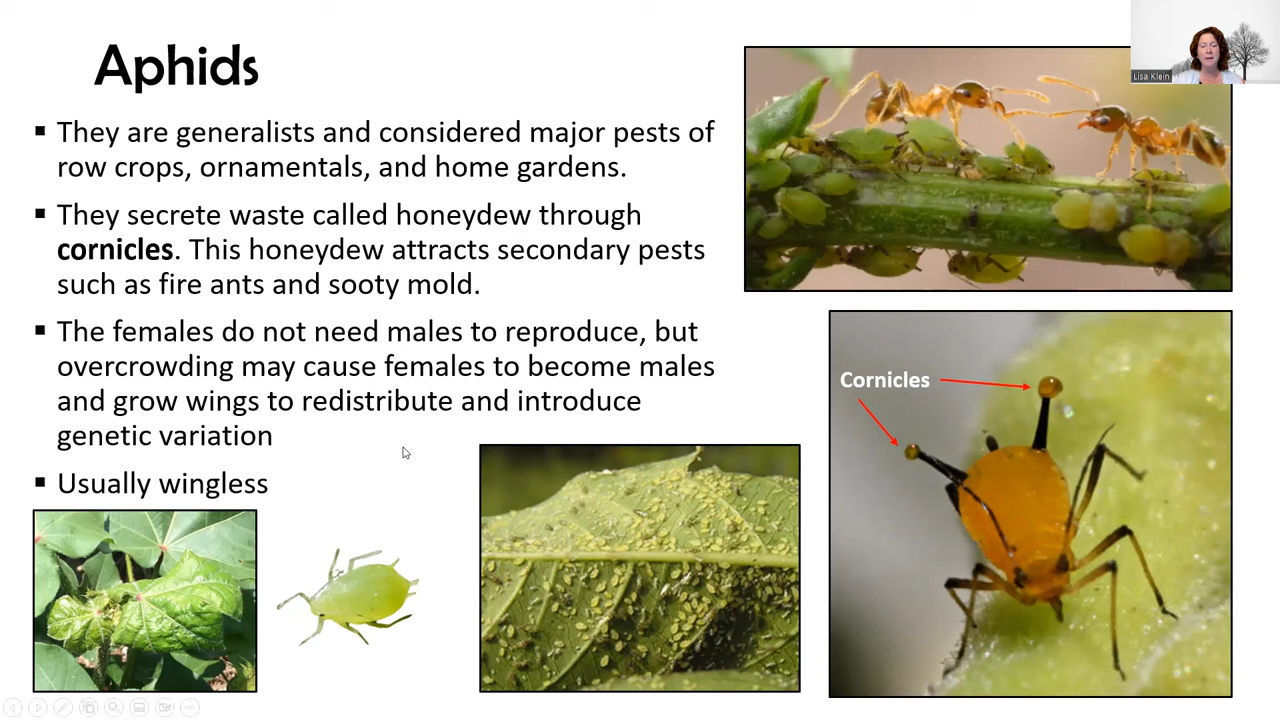 Aphids
Lisa Klein
▪ They are generalists and considered major pests of
row crops, ornamentals, and home gardens.
▪ They secrete waste called honeydew through
cornicles. This honeydew attracts secondary pests
such as fire ants and sooty mold.
▪ The females do not need males to reproduce, but
overcrowding may cause females to become males
and grow wings to redistribute and introduce
genetic variation
▪ Usually wingless
Cornicles